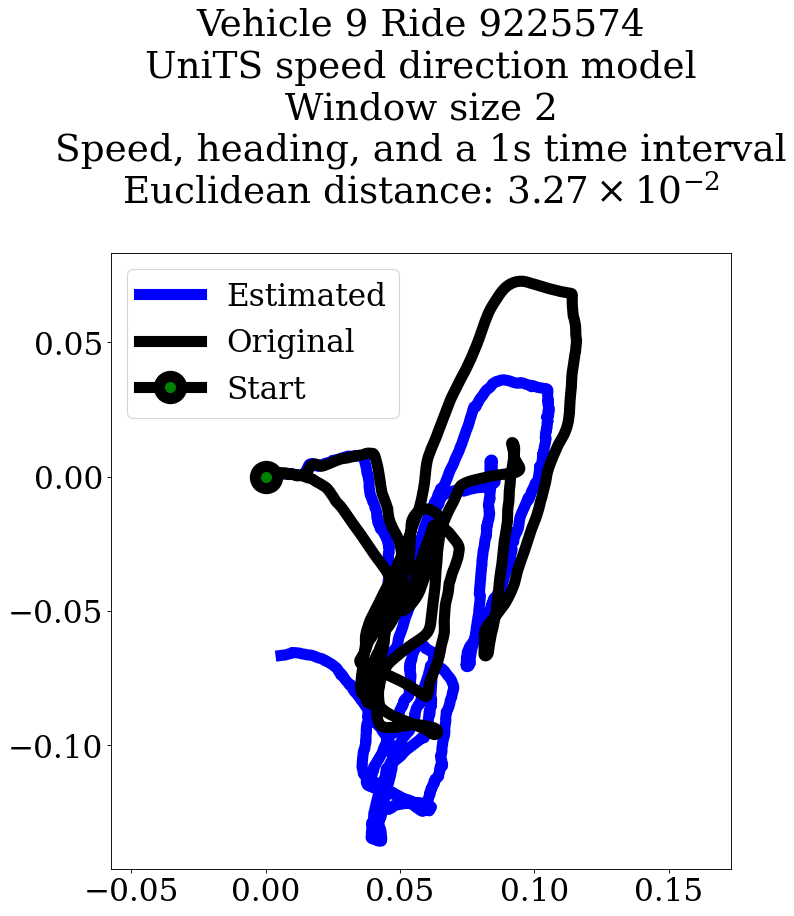 Vehicle 9 Ride 9225574
UniTS speed direction model
Window size 2
Speed, heading, and a 1s time interval
Euclidean distance: 3.27 × 10⁻²
Estimated
Original
Start
0.05
0.00
−0.05
−0.10
−0.05 0.00 0.05 0.10 0.15